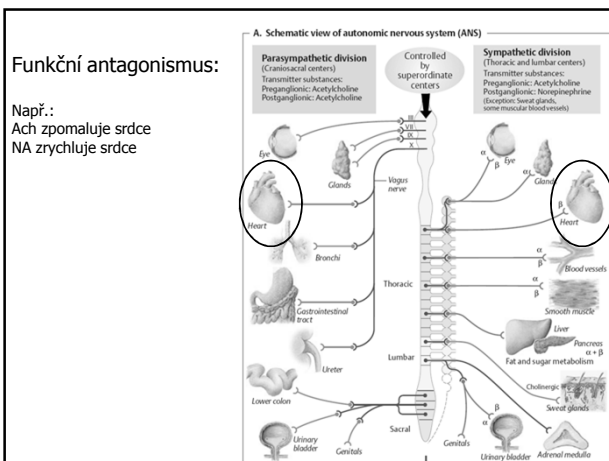 Funkční antagonismus:
Např.:
Ach zpomaluje srdce
NA zrychluje srdce
A. Schematic view of autonomic nervous system (ANS)
Parasympathetic division
(Craniosacral centers)
Transmitter substances:
Preganglionic: Acetylcholine
Postganglionic: Acetylcholine
Controlled
by
superordinate
centers
Sympathetic division
(Thoracic and lumbar centers)
Transmitter substances:
Preganglionic: Acetylcholine
Postganglionic: Norepinephrine
(Exception: Sweat glands,
some muscular blood vessels)
III
VII
IX
X
Eye
Glands
Vagus
nerve
Heart
Bronchi
Gastrointestinal
tract
Ureter
Lower colon
Urinary
bladder
Genitals
Thoracic
Lumbar
Sacral
α
β
Eye
α
Glands
β
Heart
α
β
Blood vessels
α
β
Smooth muscle
Liver
Pancreas
α + β
Fat and sugar metabolism
Cholinergic
Sweat glands
β
α
Genitals
Urinary bladder
Adrenal medulla